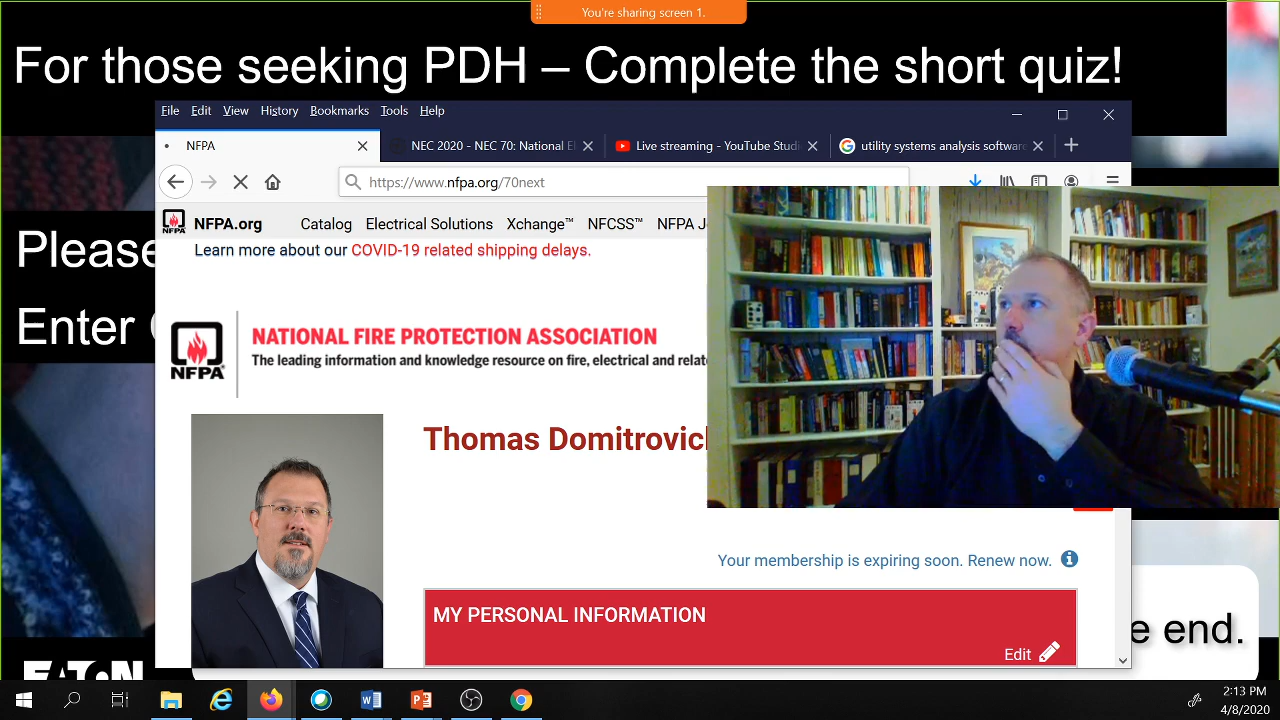 You're sharing screen 1.
For those seeking PDH – Complete the short quiz!
File Edit View History Bookmarks Tools Help
NFPA
NEC 2020 - NEC 70: National El
Live streaming - YouTube Studi
utility systems analysis software
https://www.nfpa.org/70next
NFPA
NFPA.org Catalog Electrical Solutions Xchange™ NFCSS™ NFPA J
Please
Learn more about our COVID-19 related shipping delays.
Enter
NATIONAL FIRE PROTECTION ASSOCIATION
The leading information and knowledge resource on fire, electrical and rela
NFPA®
Thomas Domitrovich
Your membership is expiring soon. Renew now.
MY PERSONAL INFORMATION
Edit
e end.
EATON
2:13 PM
4/8/2020